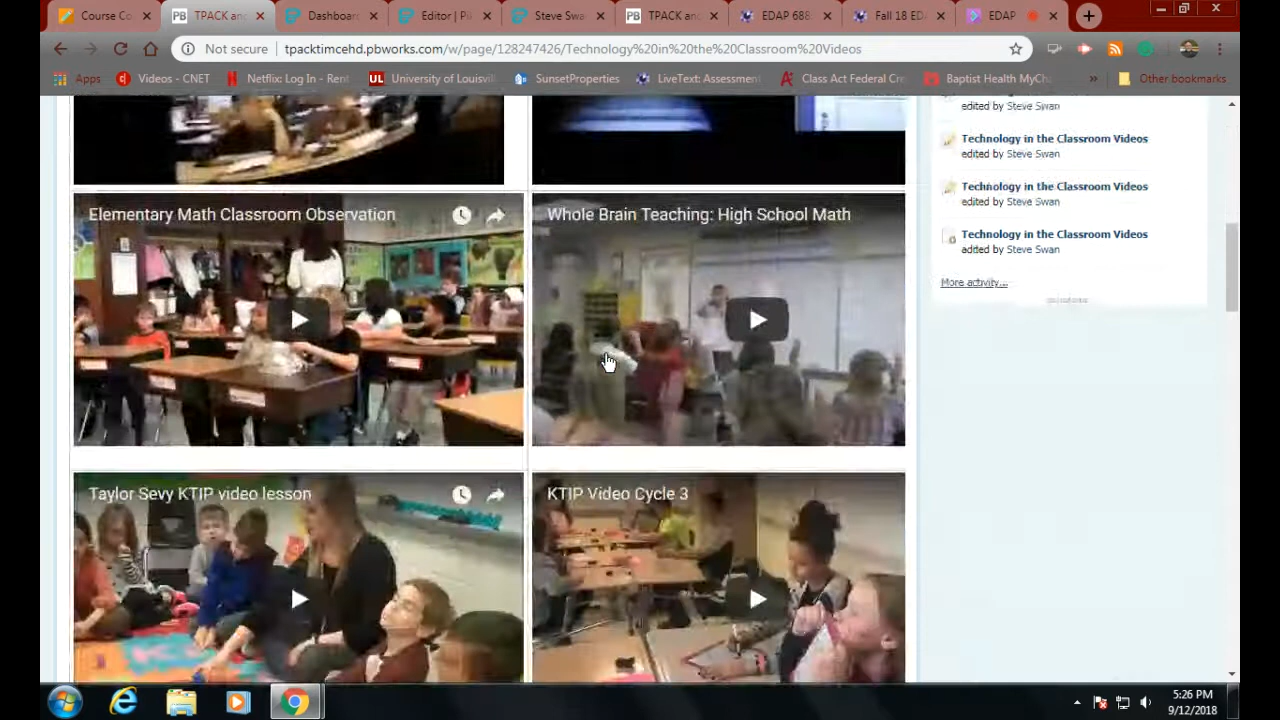 Course Co
TPACK an
Dashboar
Editor | Pi
Steve Swa
TPACK an
EDAP 688
Fall 18 ED
EDAP
Not secure
tpacktimcehd.pbworks.com/w/page/128247426/Technology%20in%20the%20Classroom%20Videos
Apps
Videos - CNET
Netflix: Log In - Rent
University of Louisvil
SunsetProperties
LiveText: Assessment
Class Act Federal Cre
Baptist Health MyCh
»
Other bookmarks
edited by Steve Swan
Technology in the Classroom Videos
edited by Steve Swan
Technology in the Classroom Videos
edited by Steve Swan
Technology in the Classroom Videos
added by Steve Swan
More activity...
Elementary Math Classroom Observation
Whole Brain Teaching: High School Math
Taylor Sevy KTIP video lesson
KTIP Video Cycle 3
5:26 PM
9/12/2018